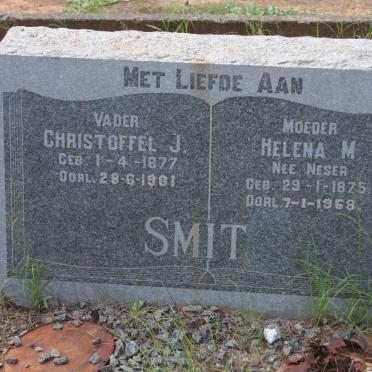 MET LIEFDE AAN
VADER
CHRISTOFFEL J.
GEB. 1-4-1877
OORL. 28-6-1961
MOEDER
HELENA M.
NEE NESER
GEB. 29-1-1875
OORL. 7-1-1958
SMIT